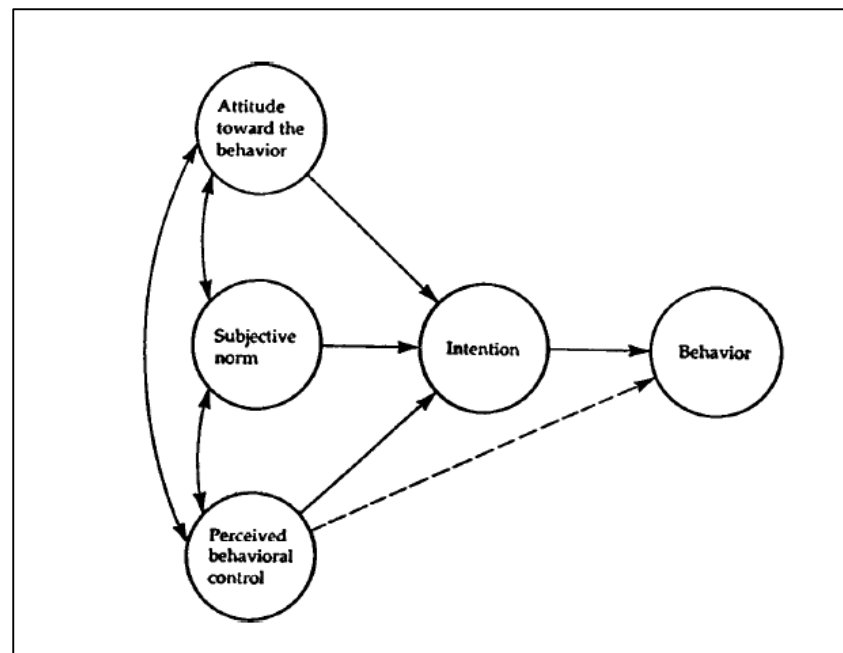 Attitude
toward the
behavior
Subjective
norm
Intention
Behavior
Perceived
behavioral
control